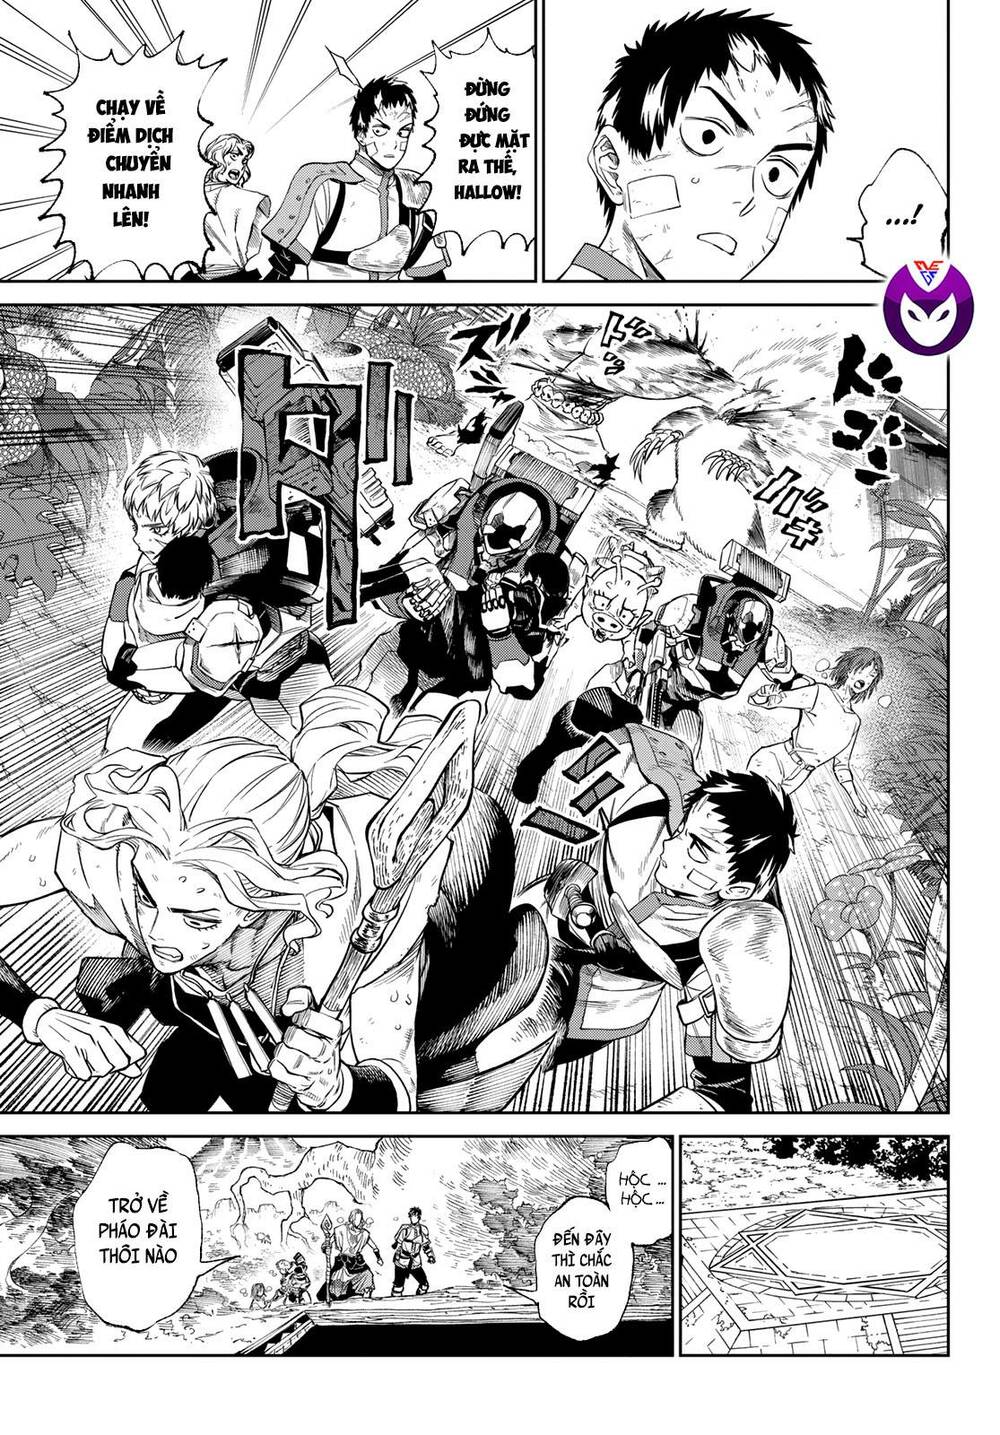 ...!
ĐỪNG
ĐỨNG
ĐỰC MẶT
RA THẾ,
HALLOW!
CHẠY VỀ
ĐIỂM DỊCH
CHUYỂN
NHANH
LÊN!
HỘC ...
HỘC ...
ĐẾN ĐÂY
THÌ CHẮC
AN TOÀN
RỒI
TRỞ VỀ
PHÁO ĐÀI
THÔI NÀO